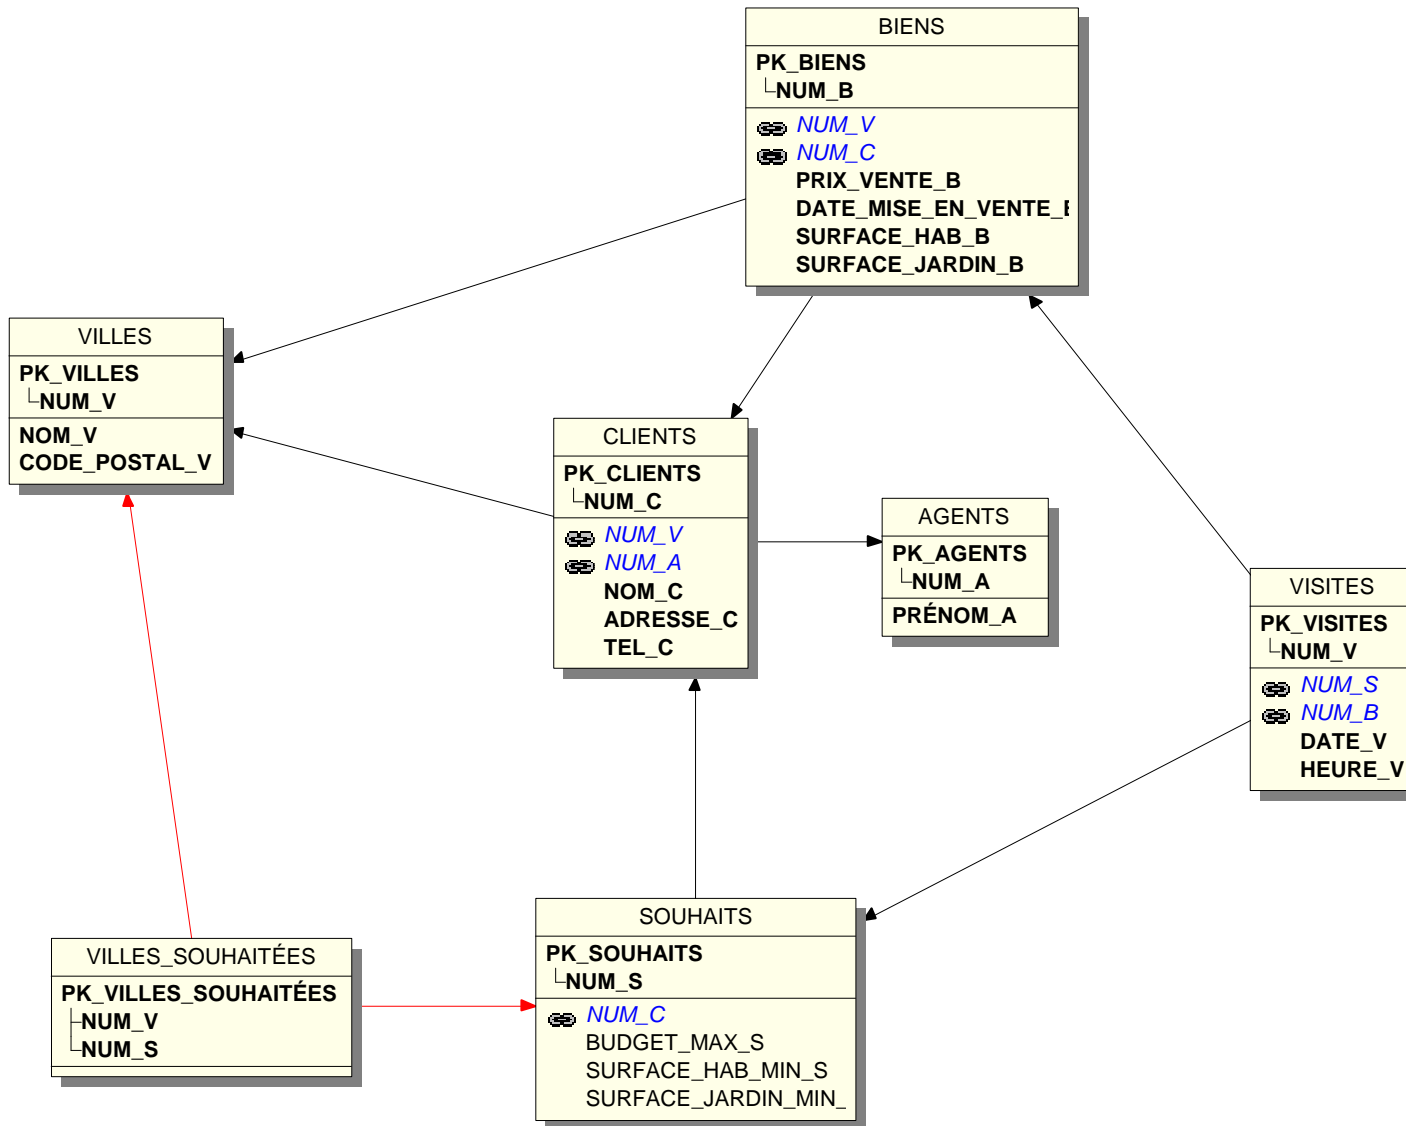 BIENS
PK_BIENS
NUM_B
NUM_V
NUM_C
PRIX_VENTE_B
DATE_MISE_EN_VENTE_
SURFACE_HAB_B
SURFACE_JARDIN_B
VILLES
PK_VILLES
NUM_V
NOM_V
CODE_POSTAL_V
CLIENTS
PK_CLIENTS
NUM_C
NUM_V
NUM_A
NOM_C
ADRESSE_C
TEL_C
AGENTS
PK_AGENTS
NUM_A
PRÉNOM_A
VISITES
PK_VISITES
NUM_V
NUM_S
NUM_B
DATE_V
HEURE_V
VILLES_SOUHAITÉES
PK_VILLES_SOUHAITÉES
NUM_V
NUM_S
SOUHAITS
PK_SOUHAITS
NUM_S
NUM_C
BUDGET_MAX_S
SURFACE_HAB_MIN_S
SURFACE_JARDIN_MIN_